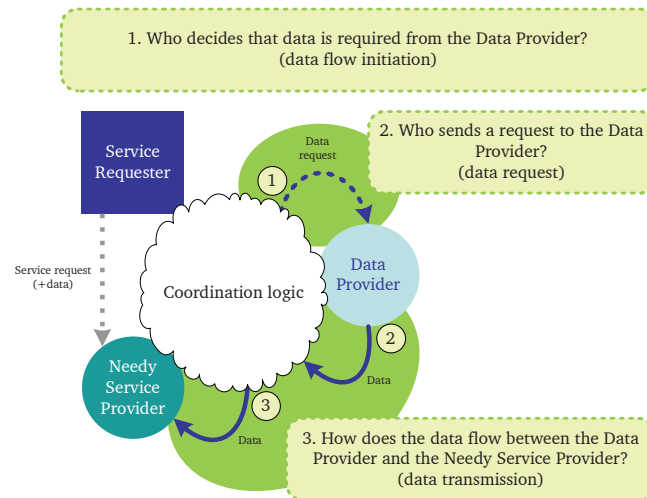 1. Who decides that data is required from the Data Provider?
(data flow initiation)
2. Who sends a request to the Data
Provider?
(data request)
Service
Requester
Data
request
1
Service request
(+data)
Coordination logic
Data
Provider
2
Data
Needy
Service
Provider
3
Data
3. How does the data flow between the Data
Provider and the Needy Service Provider?
(data transmission)